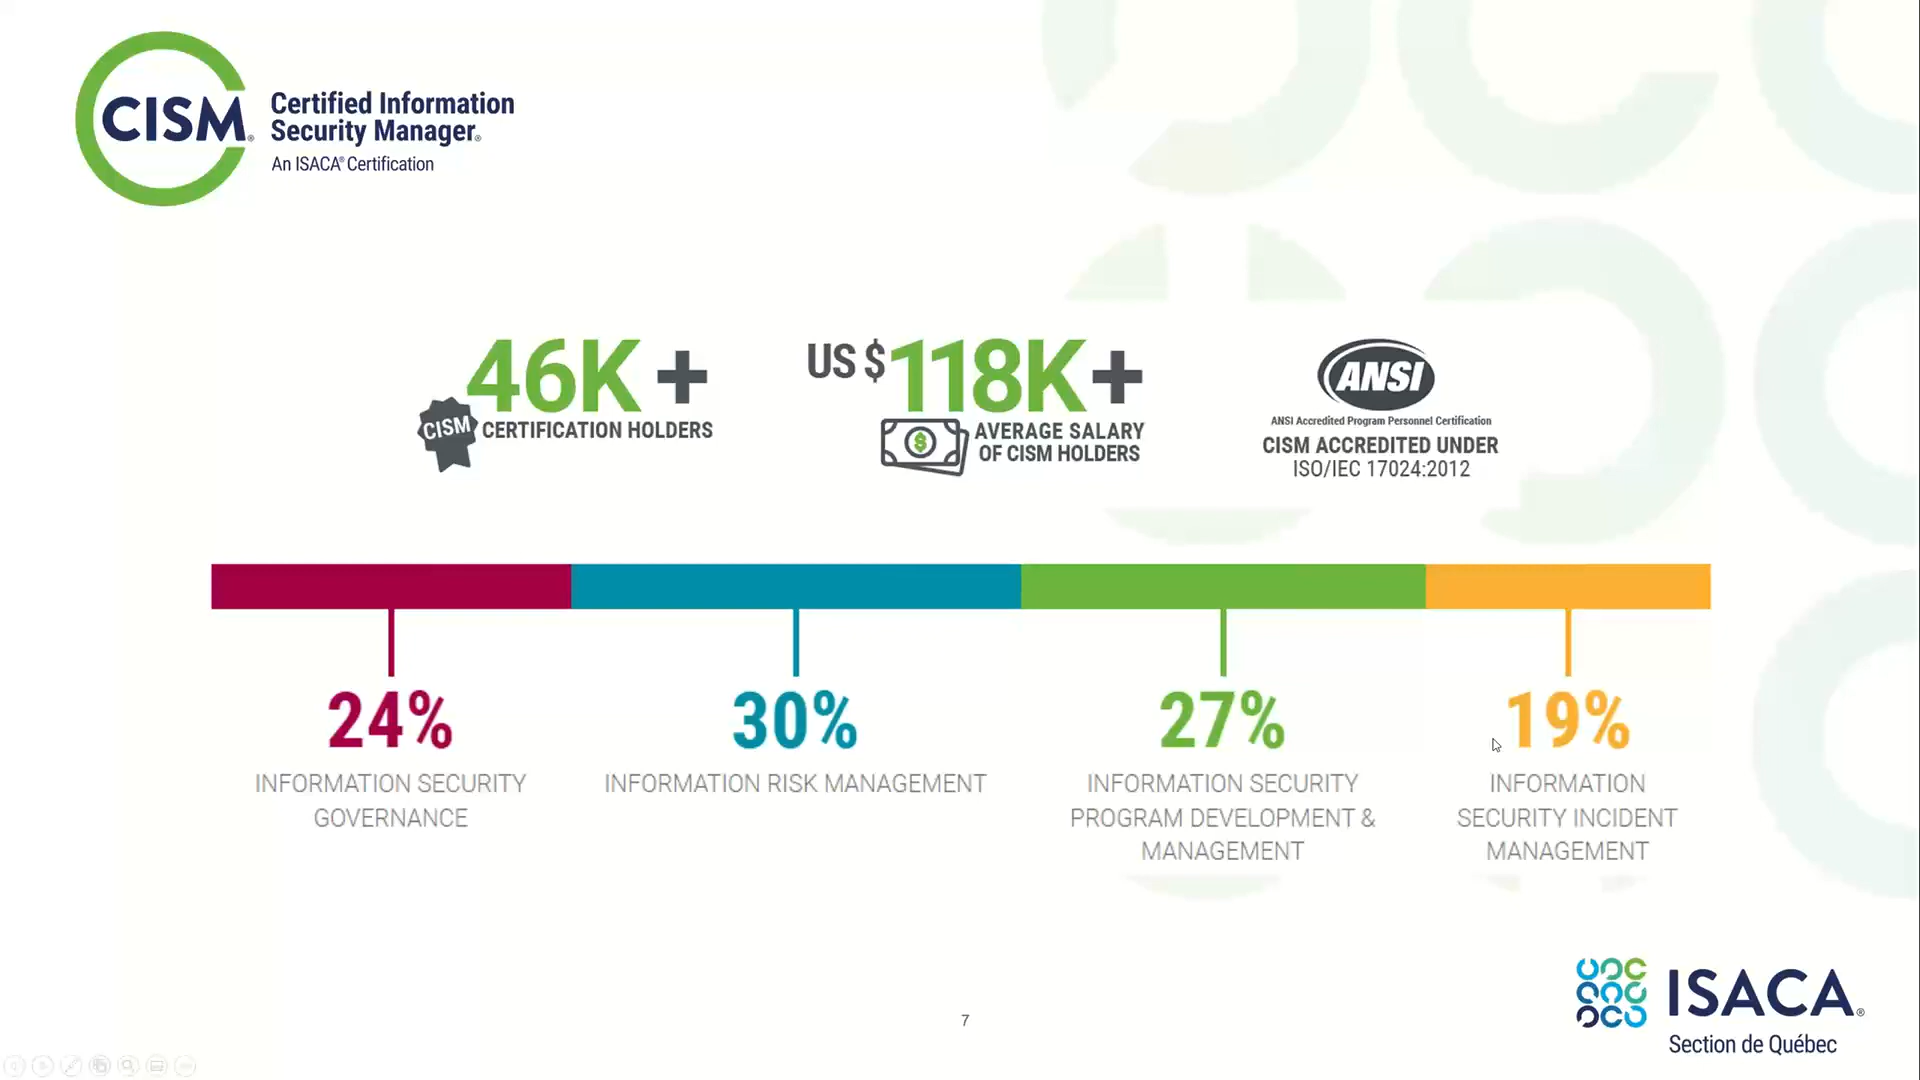 CISM®
Certified Information
Security Manager®
An ISACA® Certification
46K +
CISM
CERTIFICATION HOLDERS
US $118K+
AVERAGE SALARY
OF CISM HOLDERS
ANSI
ANSI Accredited Program Personnel Certification
CISM ACCREDITED UNDER
ISO/IEC 17024:2012
24%
INFORMATION SECURITY
GOVERNANCE
30%
INFORMATION RISK MANAGEMENT
27%
INFORMATION SECURITY
PROGRAM DEVELOPMENT &
MANAGEMENT
19%
INFORMATION
SECURITY INCIDENT
MANAGEMENT
7
ISACA®
Section de Québec